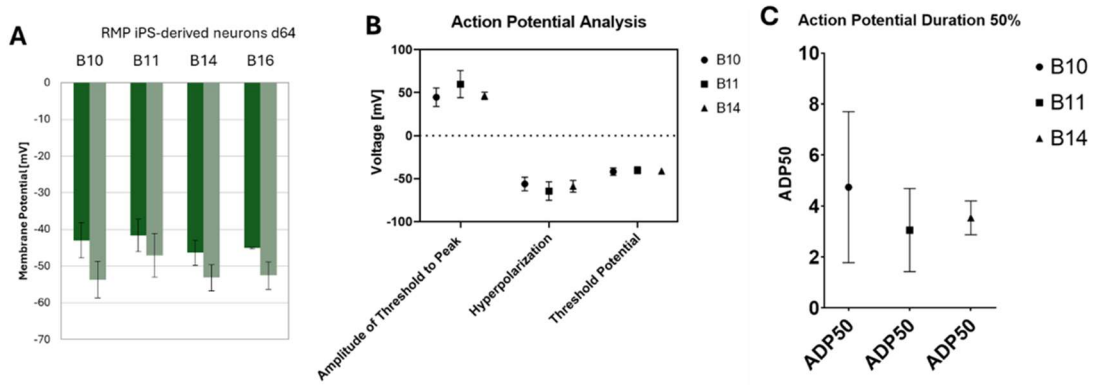 A
RMP iPS-derived neurons d64
B10 B11 B14 B16
0
-10
-20
-30
-40
-50
-60
-70
Membrane Potential [mV]
B
Action Potential Analysis
100
50
0
-50
-100
Voltage [mV]
Amplitude of Threshold to Peak
Hyperpolarization
Threshold Potential
B10
B11
B14
C
Action Potential Duration 50%
10
8
6
4
2
0
ADP50
ADP50 ADP50 ADP50
B10
B11
B14